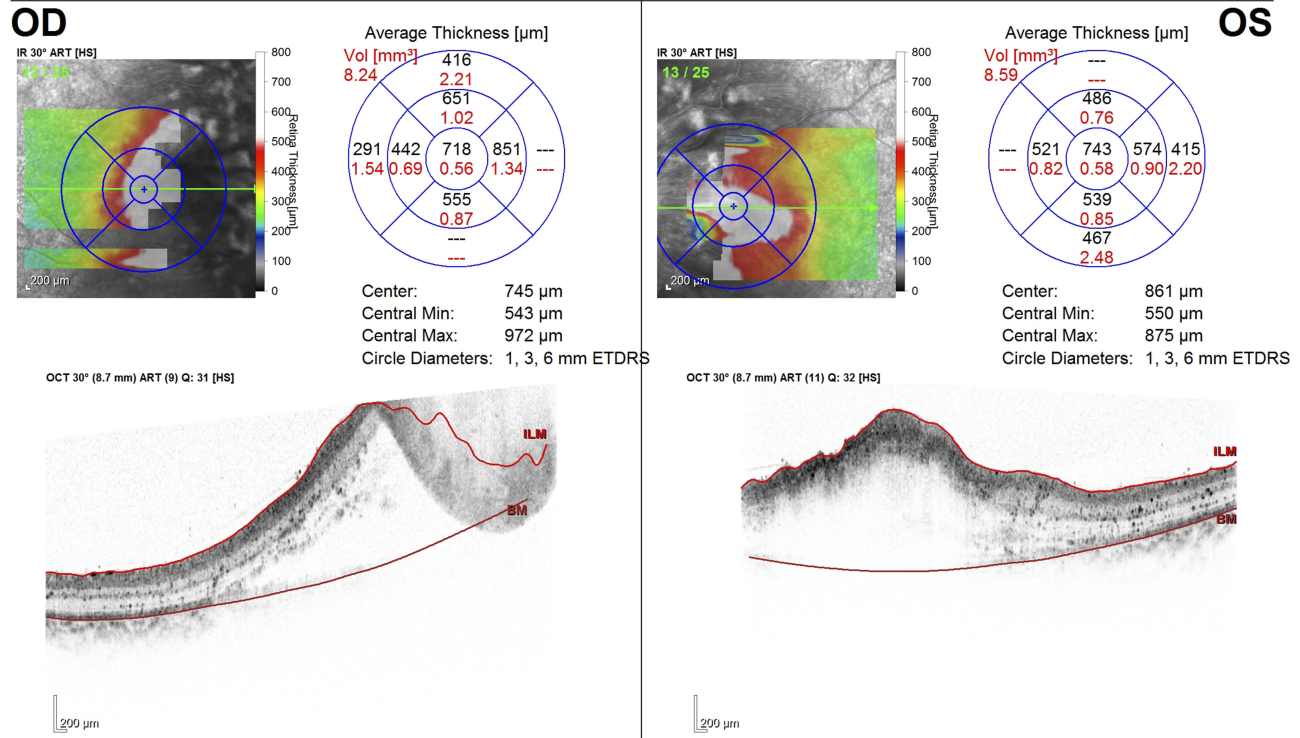 OD
IR 30° ART [HS]
13 / 25
200 µm
800
700
600
500
400
300
200
100
0
Retina Thickness [µm]
Average Thickness [µm]
Vol [mm³]
8.24
416
2.21
651
1.02
291 442 718 851 ---
1.54 0.69 0.56 1.34 ---
555
0.87
---
---
Center: 745 µm
Central Min: 543 µm
Central Max: 972 µm
Circle Diameters: 1, 3, 6 mm ETDRS
OCT 30° (8.7 mm) ART (9) Q: 31 [HS]
ILM
BM
200 µm
OS
IR 30° ART [HS]
13 / 25
200 µm
800
700
600
500
400
300
200
100
0
Retina Thickness [µm]
Average Thickness [µm]
Vol [mm³]
8.59
---
---
486
0.76
--- 521 743 574 415
--- 0.82 0.58 0.90 2.20
539
0.85
467
2.48
Center: 861 µm
Central Min: 550 µm
Central Max: 875 µm
Circle Diameters: 1, 3, 6 mm ETDRS
OCT 30° (8.7 mm) ART (11) Q: 32 [HS]
ILM
BM
200 µm